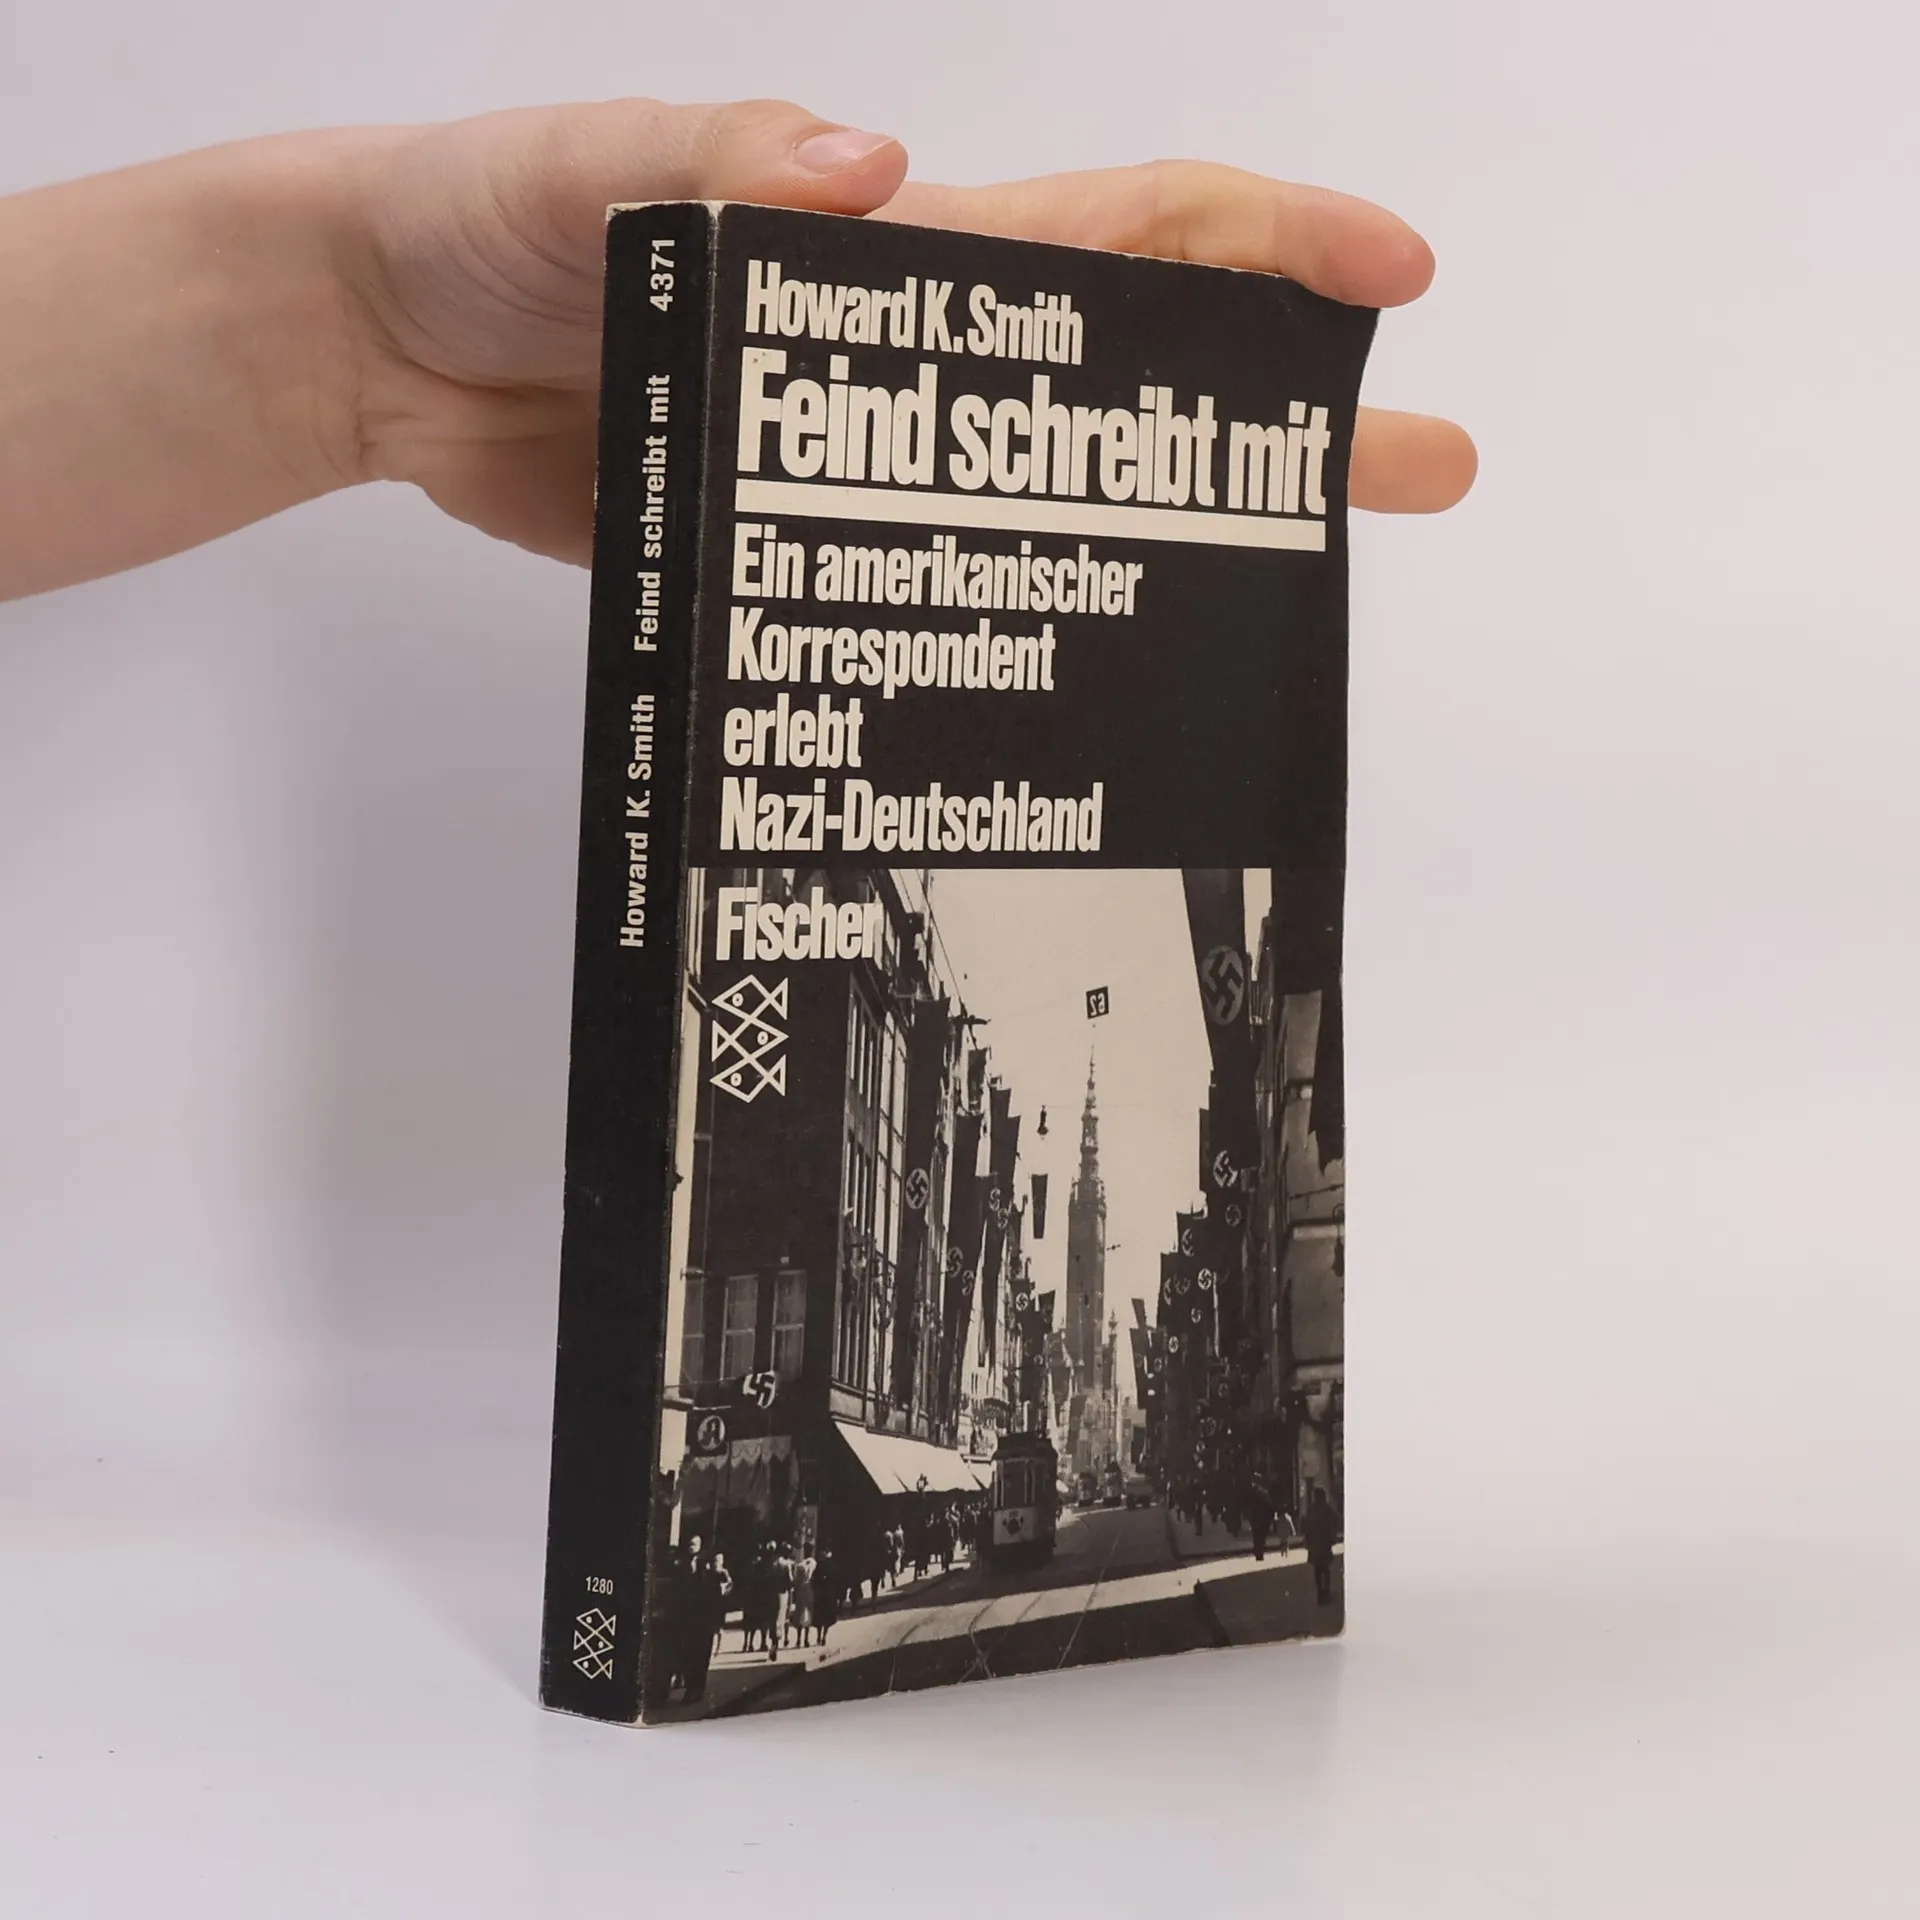 Howard K. Smith
Feind schreibt mit
Ein amerikanischer
Korrespondent
erlebt
Nazi-Deutschland
Fischer
Howard K. Smith Feind schreibt mit 4371
1280